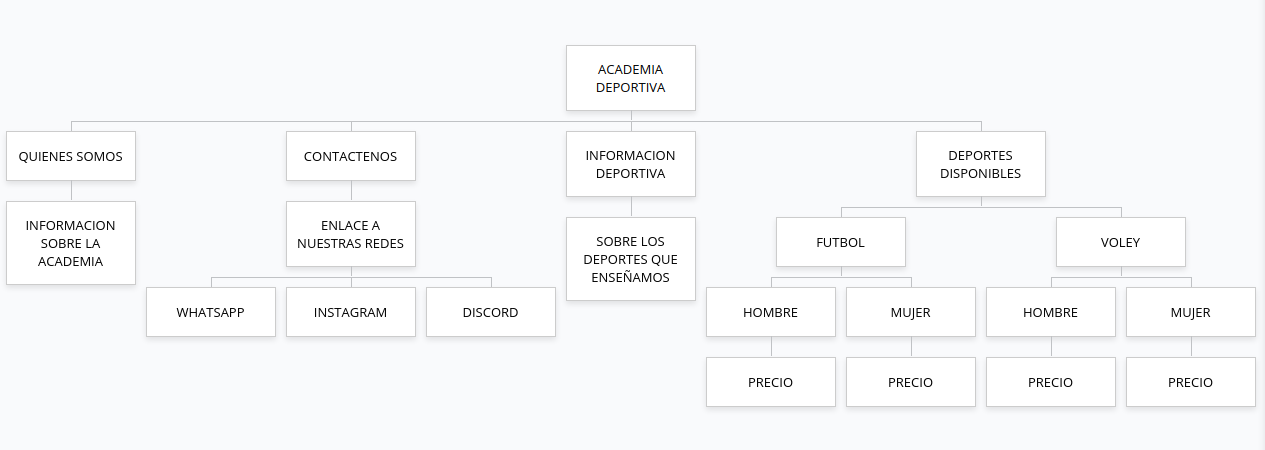 ACADEMIA
DEPORTIVA
QUIENES SOMOS
CONTACTENOS
INFORMACION
DEPORTIVA
DEPORTES
DISPONIBLES
INFORMACION
SOBRE LA
ACADEMIA
ENLACE A
NUESTRAS REDES
SOBRE LOS
DEPORTES QUE
ENSEÑAMOS
FUTBOL
VOLEY
WHATSAPP
INSTAGRAM
DISCORD
HOMBRE
MUJER
HOMBRE
MUJER
PRECIO
PRECIO
PRECIO
PRECIO